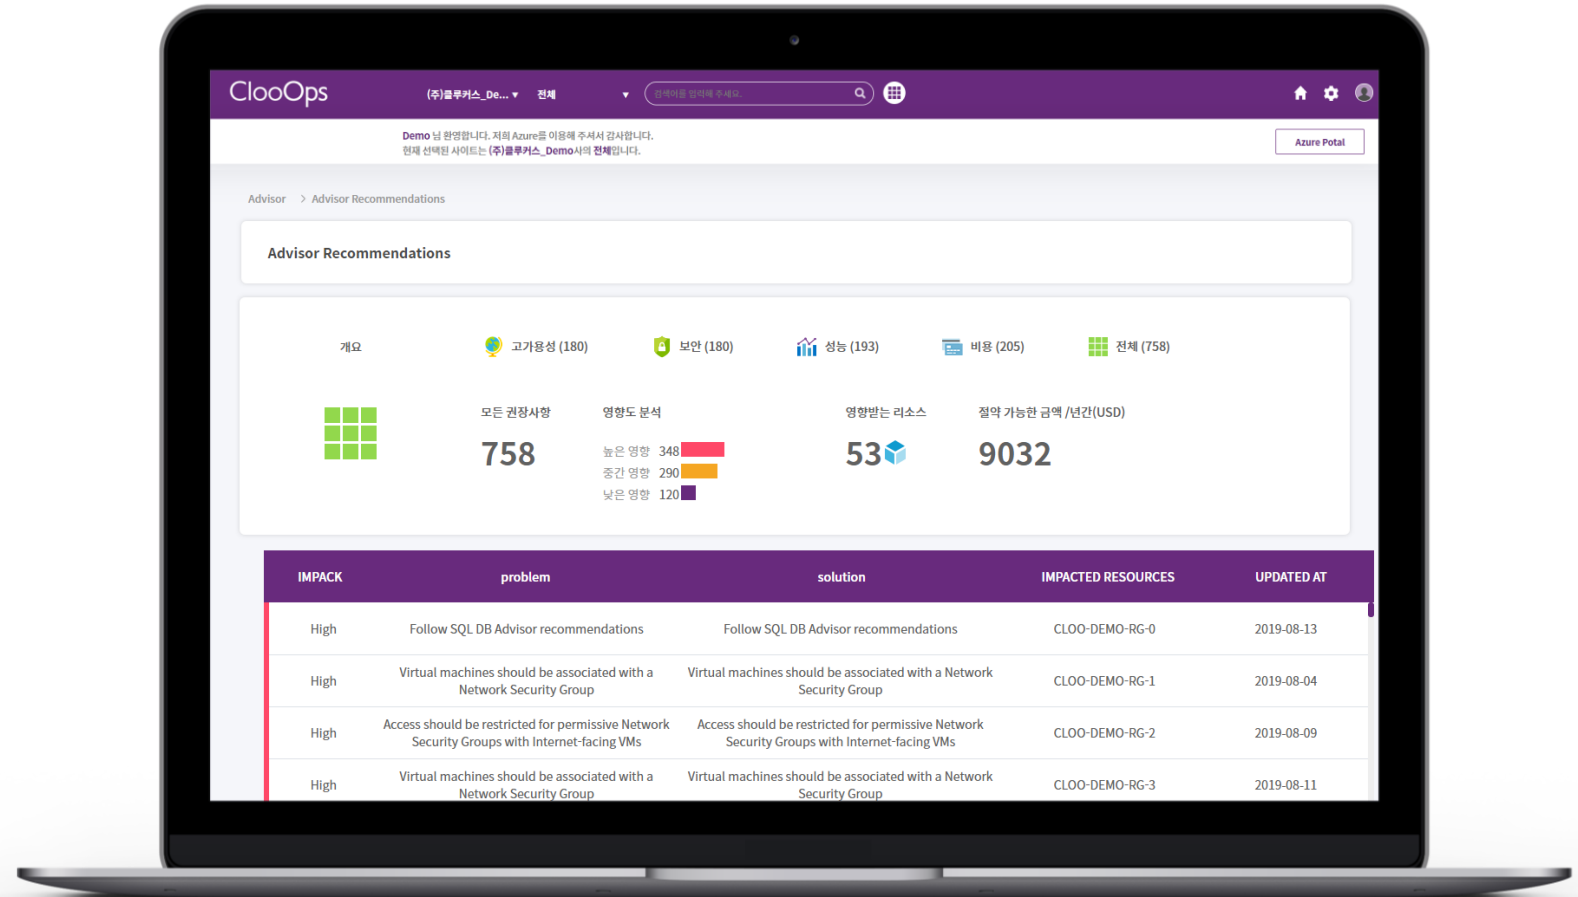 ClooOps
(주)클루커스_De... ▾ 전체 ▾ 검색어를 입력해 주세요.
Demo 님 환영합니다. 저희 Azure를 이용해 주셔서 감사합니다.
현재 선택된 사이트는 (주)클루커스_Demo사의 전체입니다.
Azure Potal
Advisor > Advisor Recommendations
Advisor Recommendations
개요 고가용성 (180) 보안 (180) 성능 (193) 비용 (205) 전체 (758)
모든 권장사항 영향도 분석 영향받는 리소스 절약 가능한 금액 /년간(USD)
758 53 9032
높은 영향 348
중간 영향 290
낮은 영향 120
IMPACK problem solution IMPACTED RESOURCES UPDATED AT
High Follow SQL DB Advisor recommendations Follow SQL DB Advisor recommendations CLOO-DEMO-RG-0 2019-08-13
Virtual machines should be associated with a Virtual machines should be associated with a Network
High CLOO-DEMO-RG-1 2019-08-04
Network Security Group Security Group
Access should be restricted for permissive Network Access should be restricted for permissive Network
High CLOO-DEMO-RG-2 2019-08-09
Security Groups with Internet-facing VMs Security Groups with Internet-facing VMs
Virtual machines should be associated with a Virtual machines should be associated with a Network
High CLOO-DEMO-RG-3 2019-08-11
Network Security Group Security Group